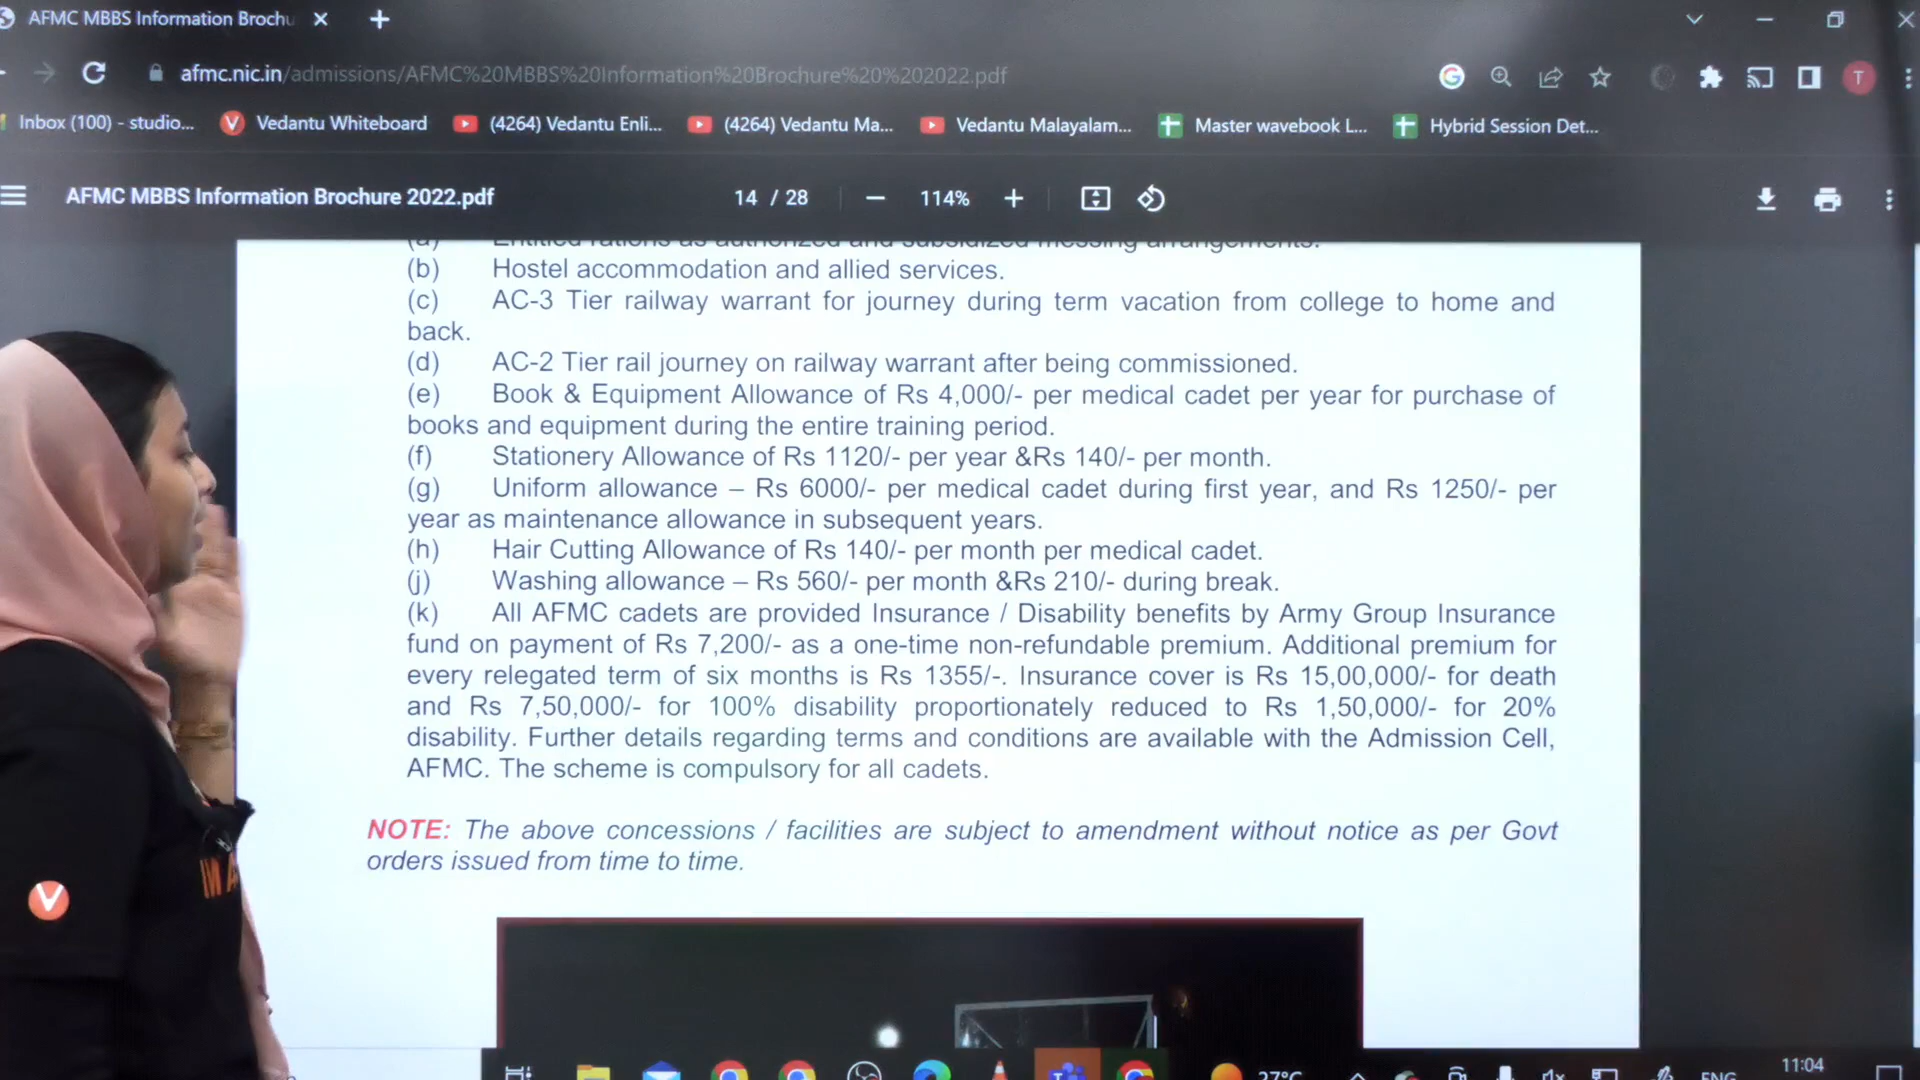 AFMC MBBS Information Brochu
afmc.nic.in/admissions/AFMC%20MBBS%20Information%20Brochure%20%202022.pdf
T
Inbox (100) - studio...
Vedantu Whiteboard
(4264) Vedantu Enli...
(4264) Vedantu Ma...
Vedantu Malayalam...
Master wavebook L...
Hybrid Session Det...
AFMC MBBS Information Brochure 2022.pdf
14 / 28
114%
(a) Entitled rations as authorized and subsidized messing arrangements.
(b) Hostel accommodation and allied services.
(c) AC-3 Tier railway warrant for journey during term vacation from college to home and
back.
(d) AC-2 Tier rail journey on railway warrant after being commissioned.
(e) Book & Equipment Allowance of Rs 4,000/- per medical cadet per year for purchase of
books and equipment during the entire training period.
(f) Stationery Allowance of Rs 1120/- per year &Rs 140/- per month.
(g) Uniform allowance – Rs 6000/- per medical cadet during first year, and Rs 1250/- per
year as maintenance allowance in subsequent years.
(h) Hair Cutting Allowance of Rs 140/- per month per medical cadet.
(j) Washing allowance – Rs 560/- per month &Rs 210/- during break.
(k) All AFMC cadets are provided Insurance / Disability benefits by Army Group Insurance
fund on payment of Rs 7,200/- as a one-time non-refundable premium. Additional premium for
every relegated term of six months is Rs 1355/-. Insurance cover is Rs 15,00,000/- for death
and Rs 7,50,000/- for 100% disability proportionately reduced to Rs 1,50,000/- for 20%
disability. Further details regarding terms and conditions are available with the Admission Cell,
AFMC. The scheme is compulsory for all cadets.
NOTE: The above concessions / facilities are subject to amendment without notice as per Govt
orders issued from time to time.
V
27°C
ENG
11:04